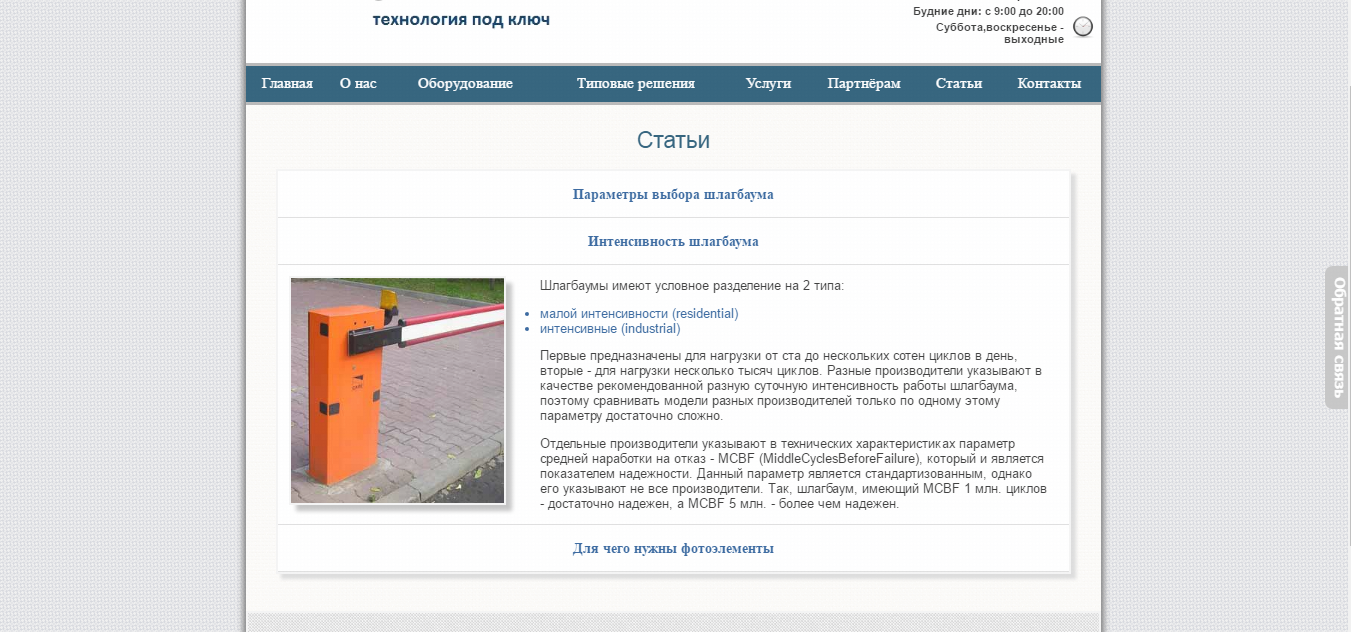 технология под ключ
Будние дни: с 9:00 до 20:00
Суббота,воскресенье -
выходные
Главная О нас Оборудование Типовые решения Услуги Партнёрам Статьи Контакты
Статьи
Параметры выбора шлагбаума
Интенсивность шлагбаума
Шлагбаумы имеют условное разделение на 2 типа:
малой интенсивности (residential)
интенсивные (industrial)
Первые предназначены для нагрузки от ста до нескольких сотен циклов в день,
вторые - для нагрузки несколько тысяч циклов. Разные производители указывают в
качестве рекомендованной разную суточную интенсивность работы шлагбаума,
поэтому сравнивать модели разных производителей только по одному этому
параметру достаточно сложно.
Отдельные производители указывают в технических характеристиках параметр
средней наработки на отказ - MCBF (MiddleCyclesBeforeFailure), который и является
показателем надежности. Данный параметр является стандартизованным, однако
его указывают не все производители. Так, шлагбаум, имеющий MCBF 1 млн. циклов
- достаточно надежен, а MCBF 5 млн. - более чем надежен.
Для чего нужны фотоэлементы
Обратная связь